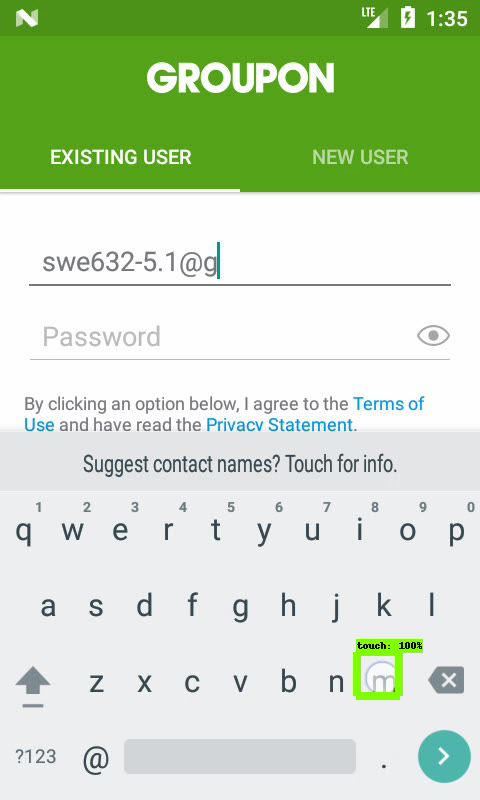 LTE 1:35
GROUPON
EXISTING USER NEW USER
swe632-5.1@g
Password
By clicking an option below, I agree to the Terms of
Use and have read the Privacy Statement.
Suggest contact names? Touch for info.
1 2 3 4 5 6 7 8 9 0
q w e r t y u i o p
a s d f g h j k l
touch: 100%
z x c v b n m
?123 @ .